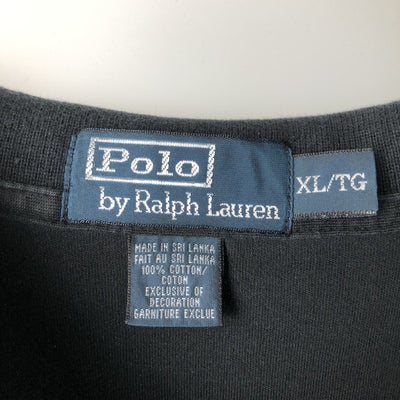 Polo
by Ralph Lauren
XL/TG
MADE IN SRI LANKA
FAIT AU SRI LANKA
100% COTTON/
COTON
EXCLUSIVE OF
DECORATION
GARNITURE EXCLUE